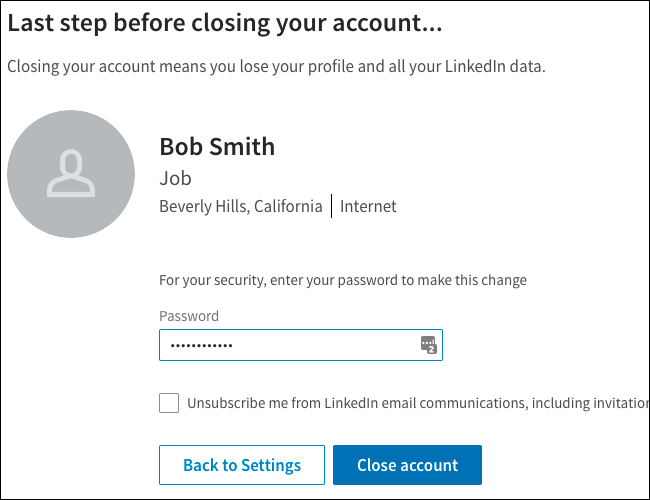 Last step before closing your account...
Closing your account means you lose your profile and all your LinkedIn data.
Bob Smith
Job
Beverly Hills, California | Internet
For your security, enter your password to make this change
Password
••••••••••••
2
Unsubscribe me from LinkedIn email communications, including
Back to Settings
Close account